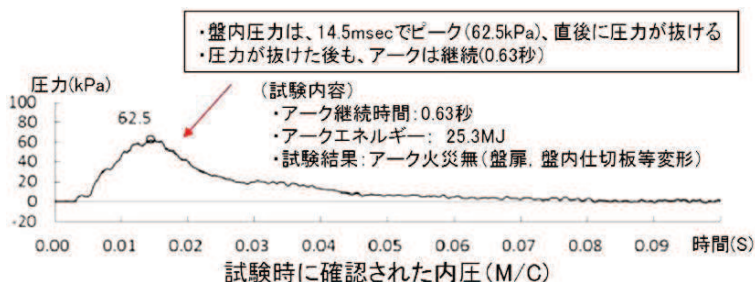 ・盤内圧力は、14.5msecでピーク(62.5kPa)、直後に圧力が抜ける
・圧力が抜けた後も、アークは継続(0.63秒)
圧力(kPa)
(試験内容)
・アーク継続時間:0.63秒
・アークエネルギー: 25.3MJ
・試験結果:アーク火災無(盤扉, 盤内仕切板等変形)
62.5
100
80
60
40
20
0
-20
0.00 0.01 0.02 0.03 0.04 0.05 0.06 0.07 0.08 0.09 時間(S)
試験時に確認された内圧(M/C)